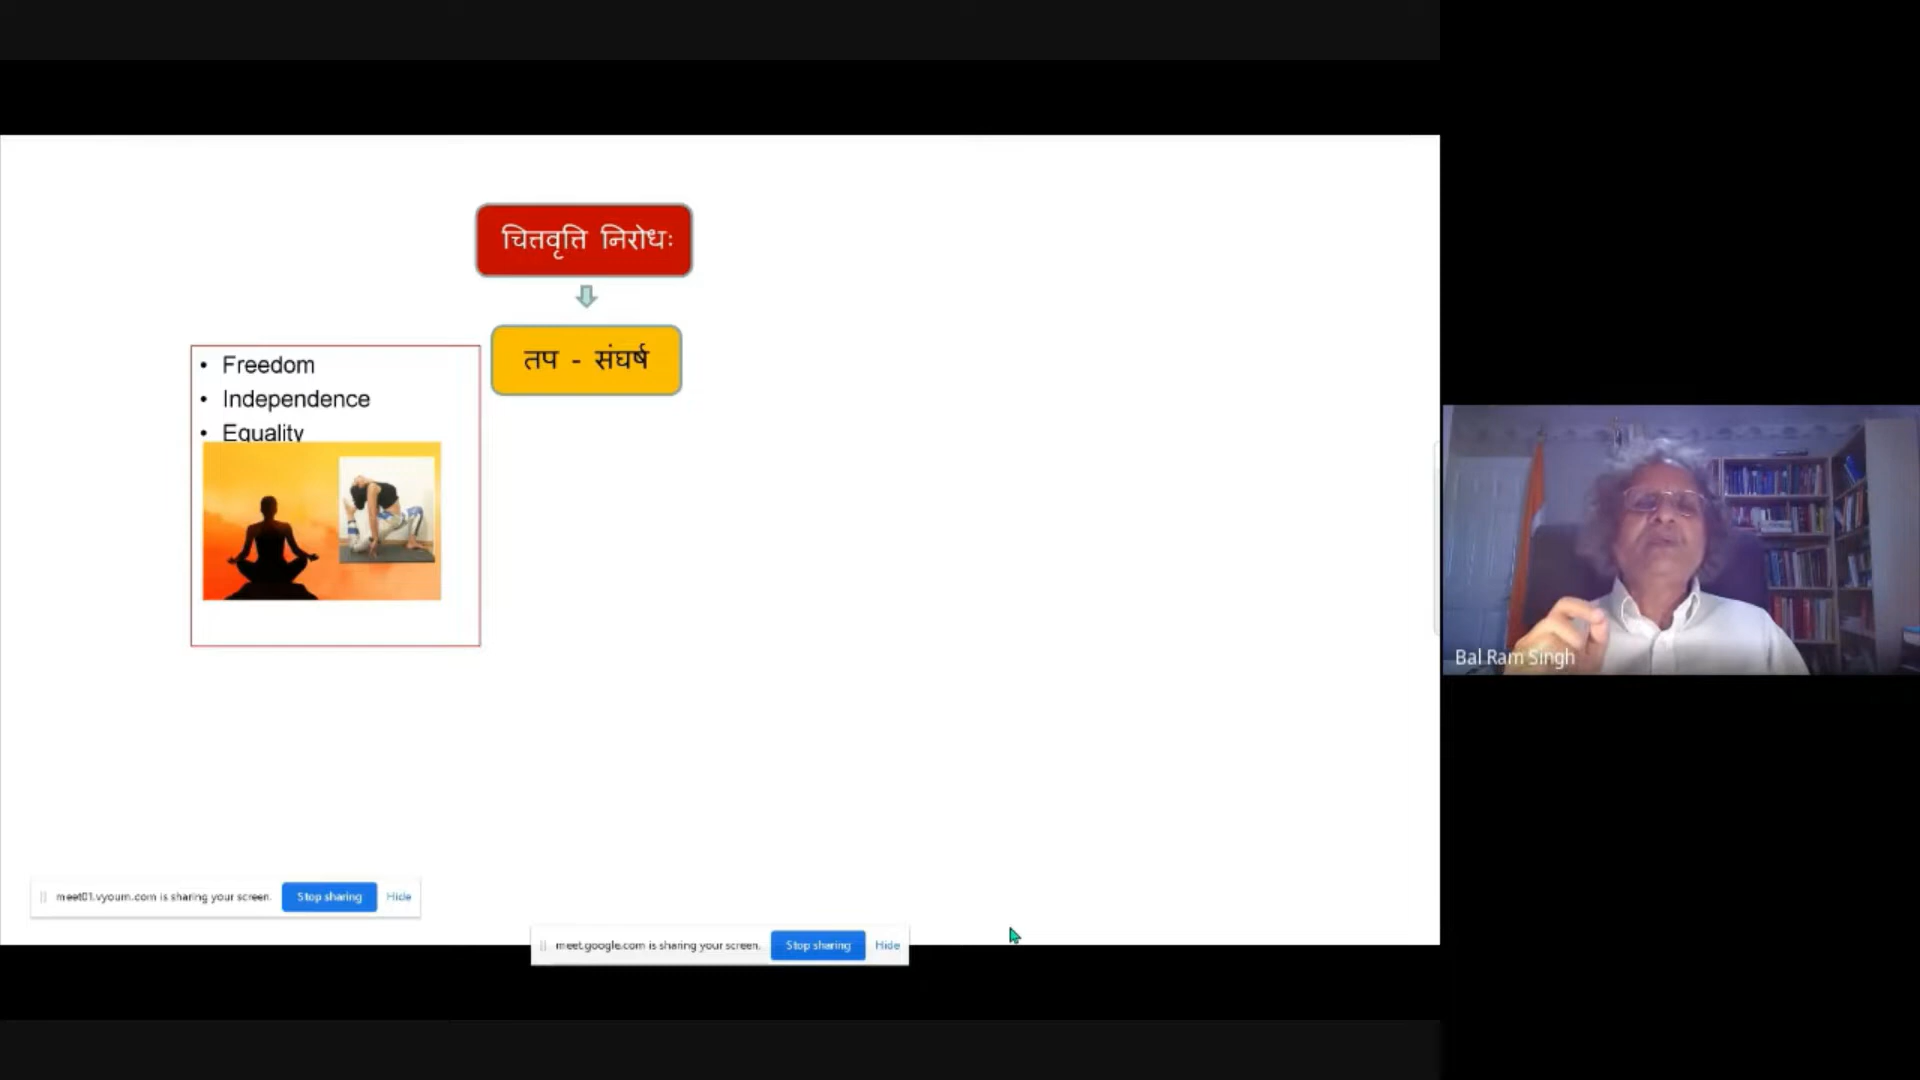 चित्तवृत्ति निरोधः
तप - संघर्ष
• Freedom
• Independence
• Equality
Bal Ram Singh
meet01.vyoum.com is sharing your screen. Stop sharing Hide
meet.google.com is sharing your screen. Stop sharing Hide